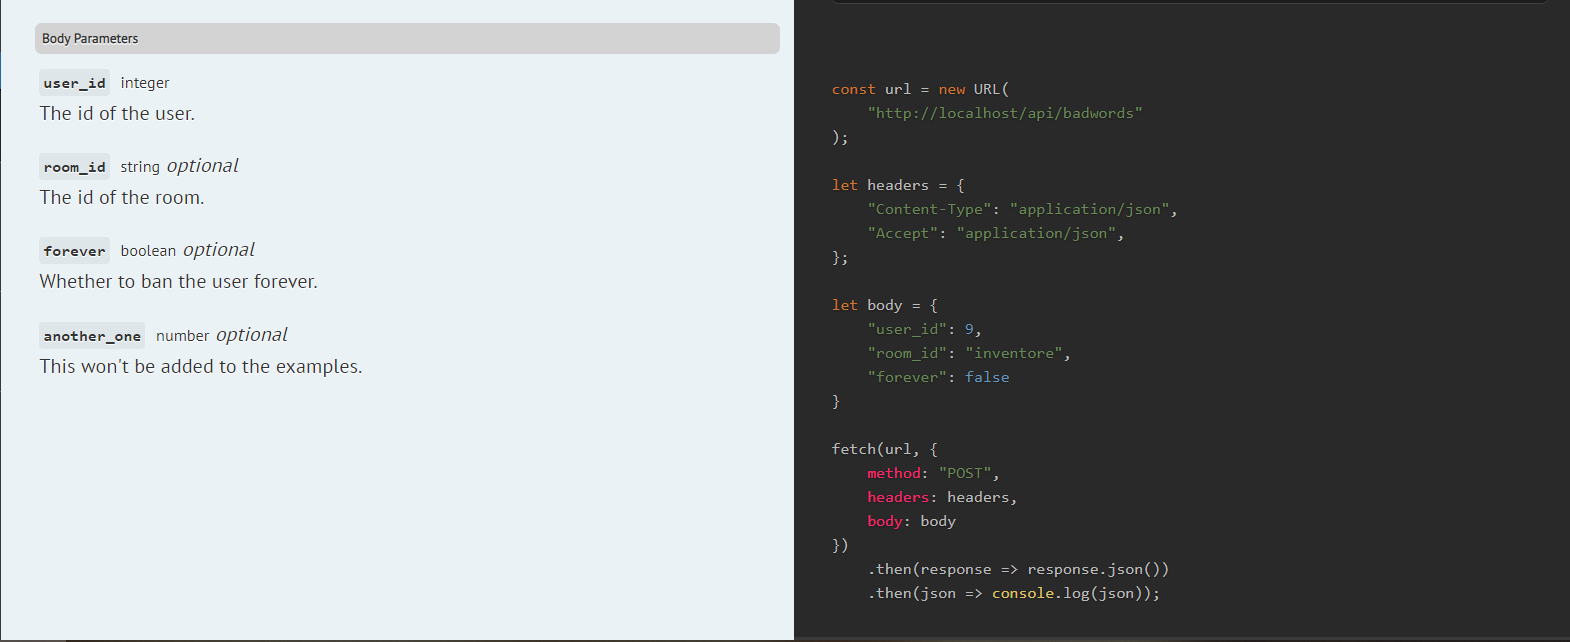 Body Parameters
user_id integer
The id of the user.
room_id string optional
The id of the room.
forever boolean optional
Whether to ban the user forever.
another_one number optional
This won't be added to the examples.
const url = new URL(
    "http://localhost/api/badwords"
);
let headers = {
    "Content-Type": "application/json",
    "Accept": "application/json",
};
let body = {
    "user_id": 9,
    "room_id": "inventore",
    "forever": false
}
fetch(url, {
    method: "POST",
    headers: headers,
    body: body
})
    .then(response => response.json())
    .then(json => console.log(json));